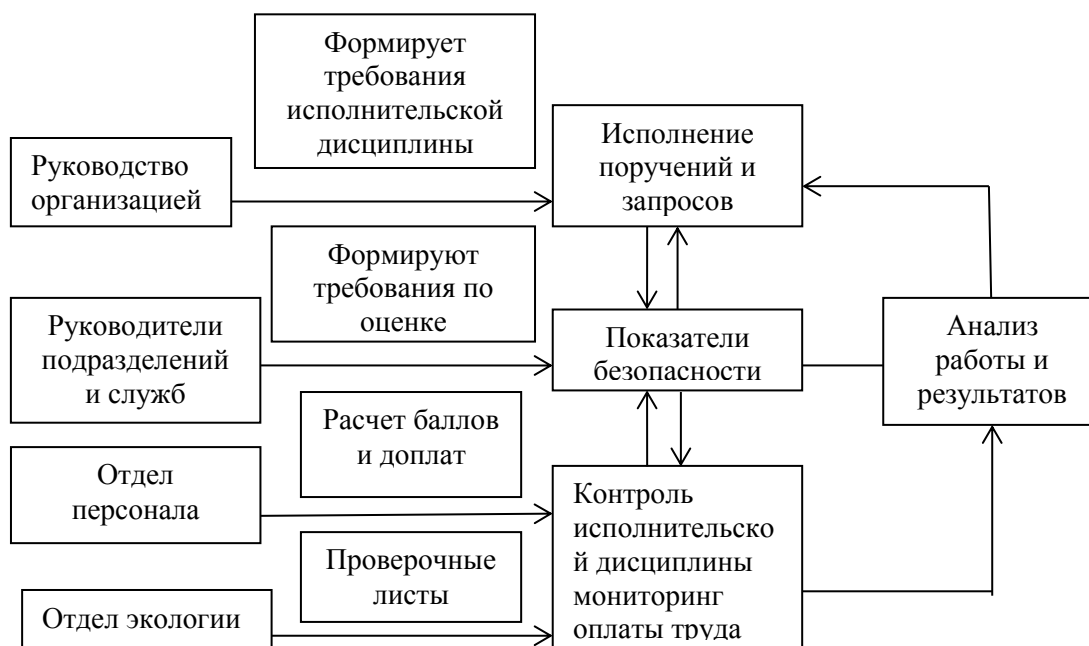 Формирует
требования
исполнительской
дисциплины
Исполнение
поручений и
запросов
Руководство
организацией
Формируют
требования по
оценке
Руководители
подразделений
и служб
Показатели
безопасности
Анализ
работы и
результатов
Расчет баллов
и доплат
Отдел
персонала
Контроль
исполнительско
й дисциплины
мониторинг
оплаты труда
Проверочные
листы
Отдел экологии